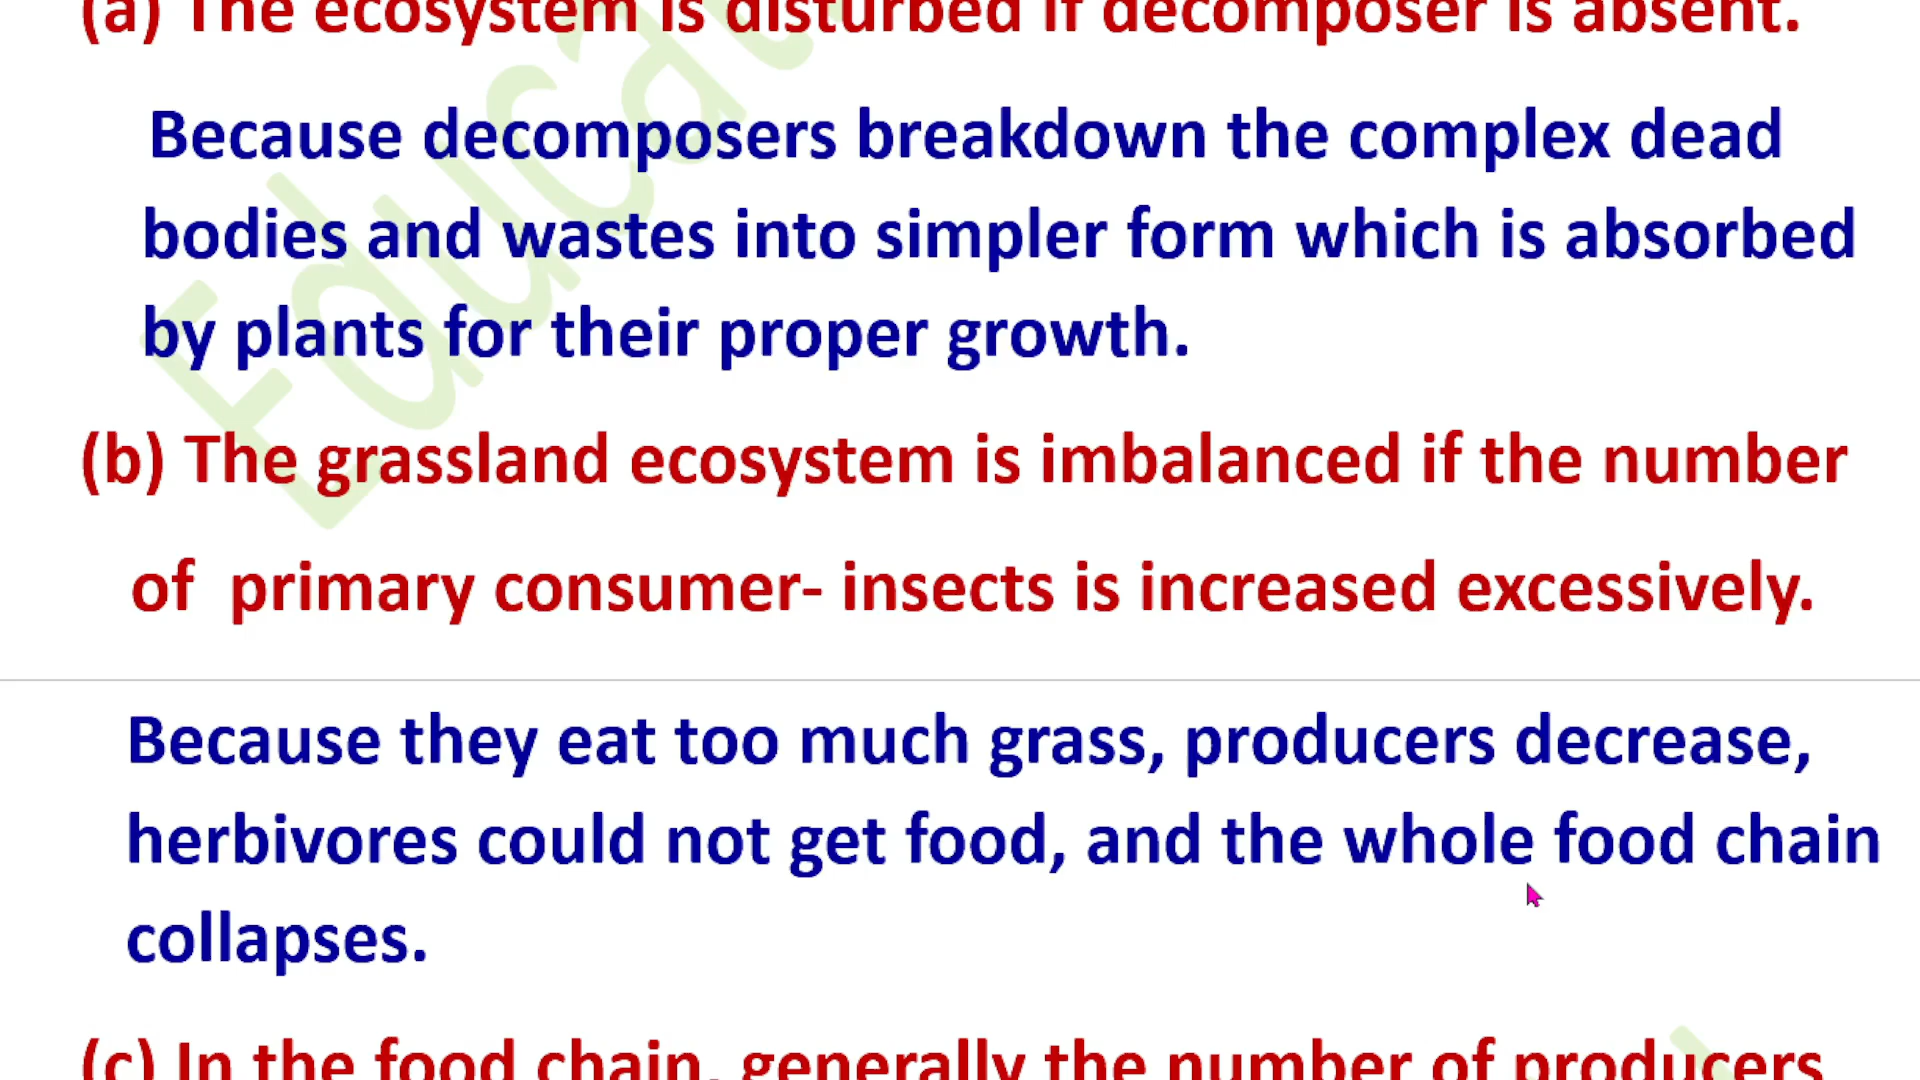 (a) The ecosystem is disturbed if decomposer is absent.
Because decomposers breakdown the complex dead
bodies and wastes into simpler form which is absorbed
by plants for their proper growth.
(b) The grassland ecosystem is imbalanced if the number
of primary consumer- insects is increased excessively.
Because they eat too much grass, producers decrease,
herbivores could not get food, and the whole food chain
collapses.
(c) In the food chain, generally the number of producers